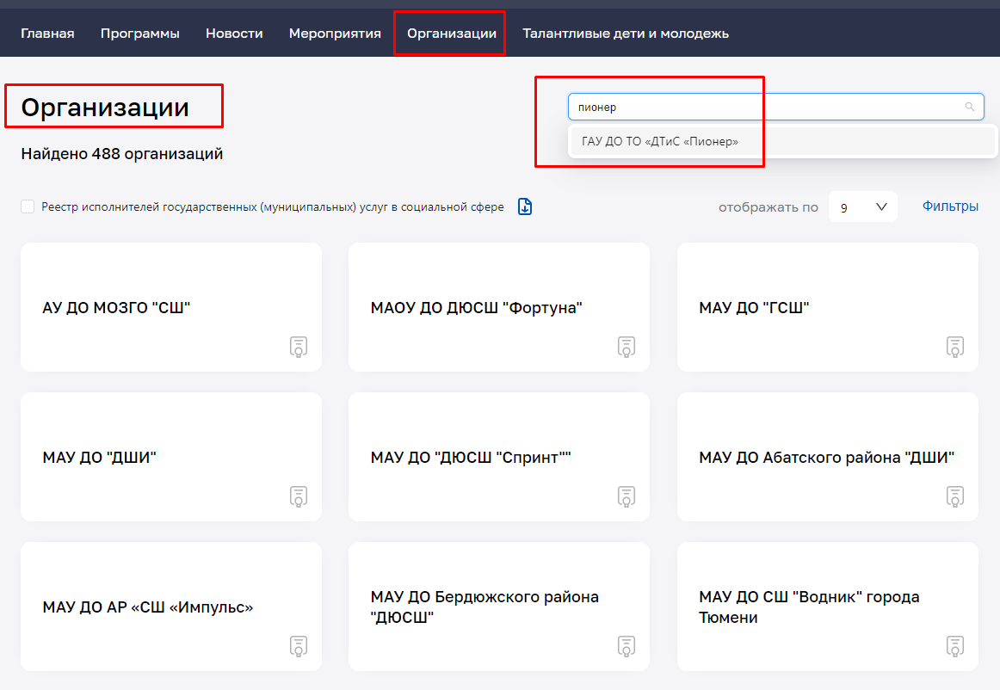 Главная Программы Новости Мероприятия Организации Талантливые дети и молодежь
Организации
пионер
ГАУ ДО ТО «ДТиС «Пионер»
Найдено 488 организаций
Реестр исполнителей государственных (муниципальных) услуг в социальной сфере
отображать по 9 Фильтры
АУ ДО МОЗГО "СШ"
МАОУ ДО ДЮСШ "Фортуна"
МАУ ДО "ГСШ"
МАУ ДО "ДШИ"
МАУ ДО "ДЮСШ "Спринт""
МАУ ДО Абатского района "ДШИ"
МАУ ДО АР «СШ «Импульс»
МАУ ДО Бердюжского района
"ДЮСШ"
МАУ ДО СШ "Водник" города
Тюмени